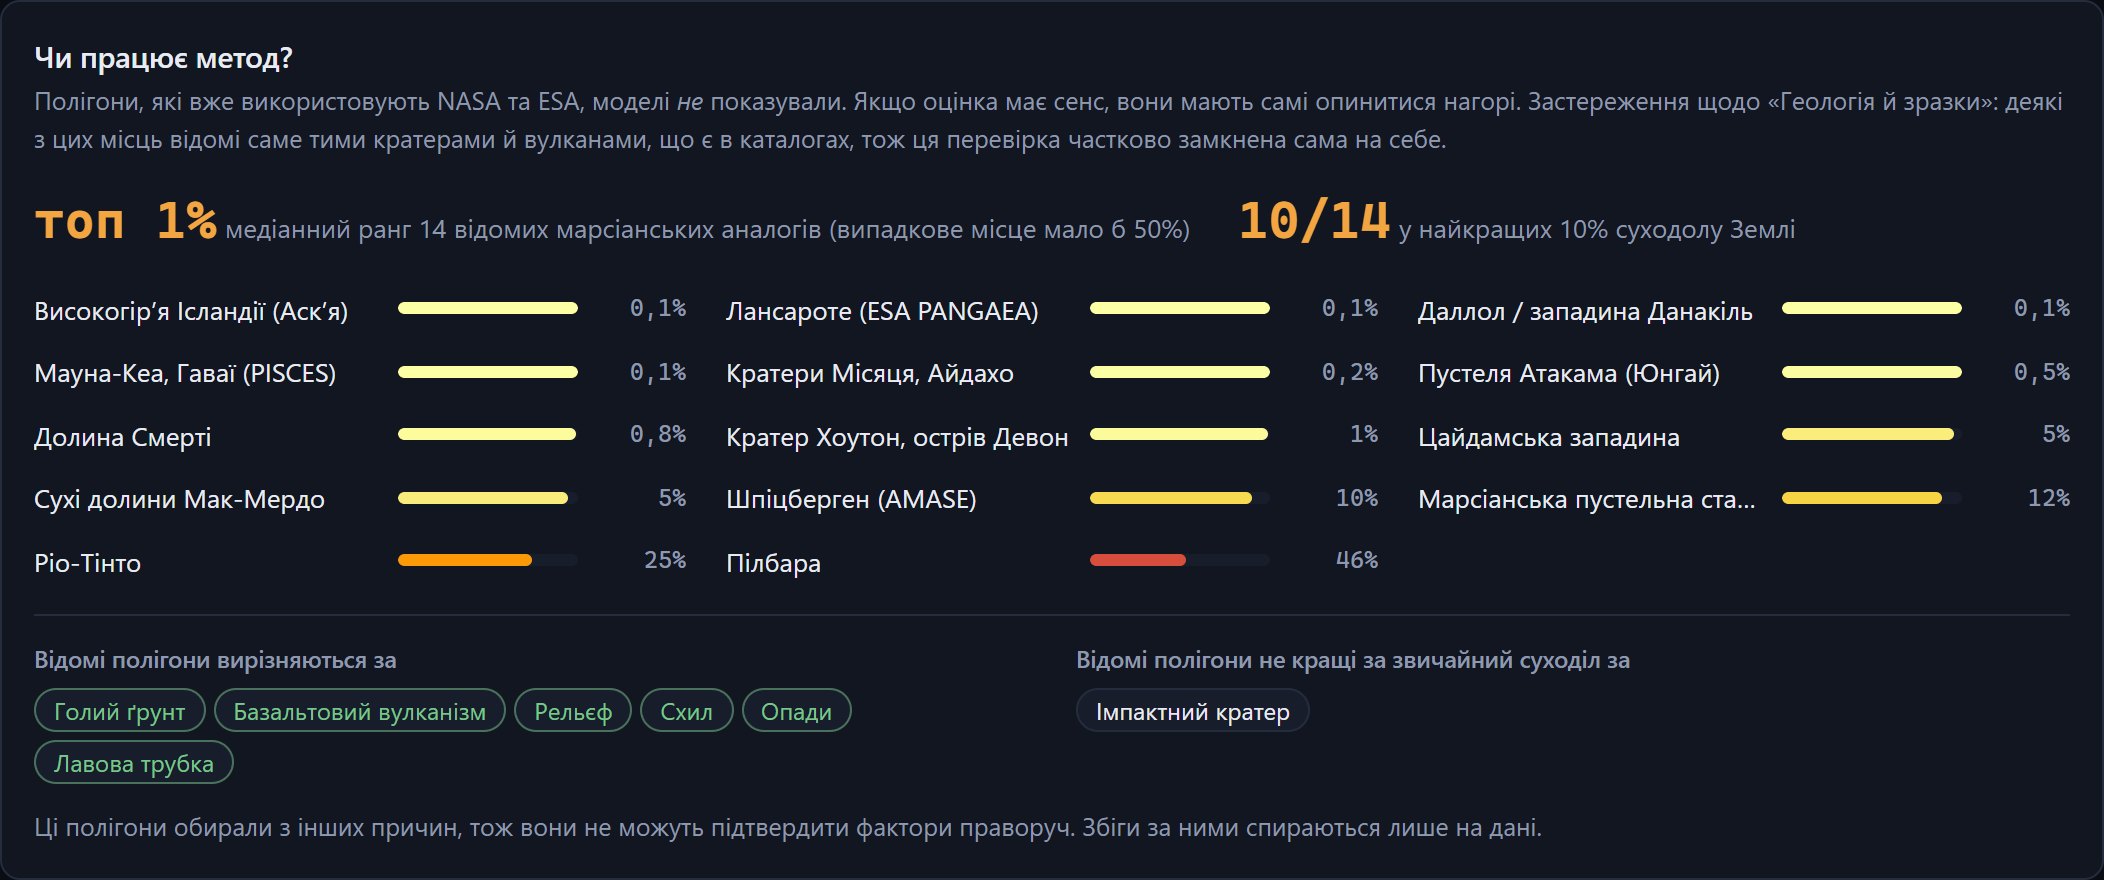 Чи працює метод?
Полігони, які вже використовують NASA та ESA, моделі не показували. Якщо оцінка має сенс, вони мають самі опинитися нагорі. Застереження щодо «Геологія й зразки»: деякі
з цих місць відомі саме тими кратерами й вулканами, що є в каталогах, тож ця перевірка частково замкнена сама на себе.
топ 1% медіанний ранг 14 відомих марсіанських аналогів (випадкове місце мало б 50%) 10/14 у найкращих 10% суходолу Землі
Високогір’я Ісландії (Аск’я) 0,1% Лансароте (ESA PANGAEA) 0,1% Даллол / западина Данакіль 0,1%
Мауна-Кеа, Гаваї (PISCES) 0,1% Кратери Місяця, Айдахо 0,2% Пустеля Атакама (Юнгай) 0,5%
Долина Смерті 0,8% Кратер Хоутон, острів Девон 1% Цайдамська западина 5%
Сухі долини Мак-Мердо 5% Шпіцберген (AMASE) 10% Марсіанська пустельна ста... 12%
Ріо-Тінто 25% Пілбара 46%
Відомі полігони вирізняються за Відомі полігони не кращі за звичайний суходіл за
Голий ґрунт Базальтовий вулканізм Рельєф Схил Опади Імпактний кратер
Лавова трубка
Ці полігони обирали з інших причин, тож вони не можуть підтвердити фактори праворуч. Збіги за ними спираються лише на дані.